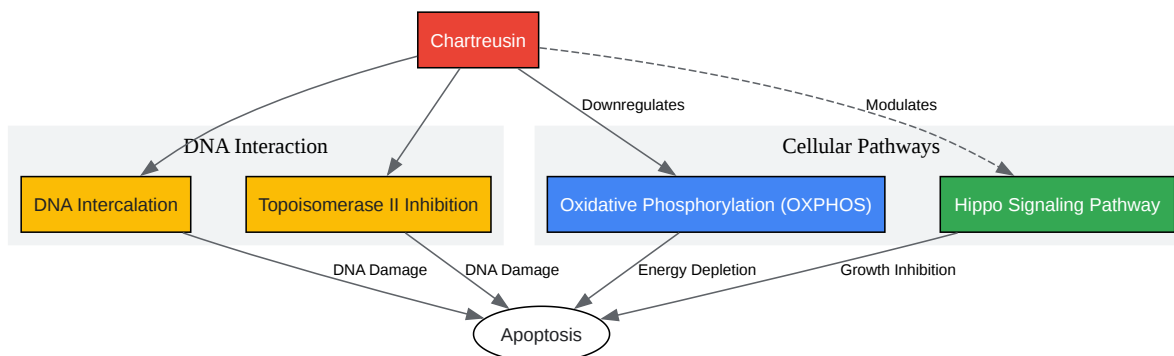 Chartreusin
Downregulates
Modulates
DNA Interaction
Cellular Pathways
DNA Intercalation
Topoisomerase II Inhibition
Oxidative Phosphorylation (OXPHOS)
Hippo Signaling Pathway
DNA Damage
DNA Damage
Energy Depletion
Growth Inhibition
Apoptosis